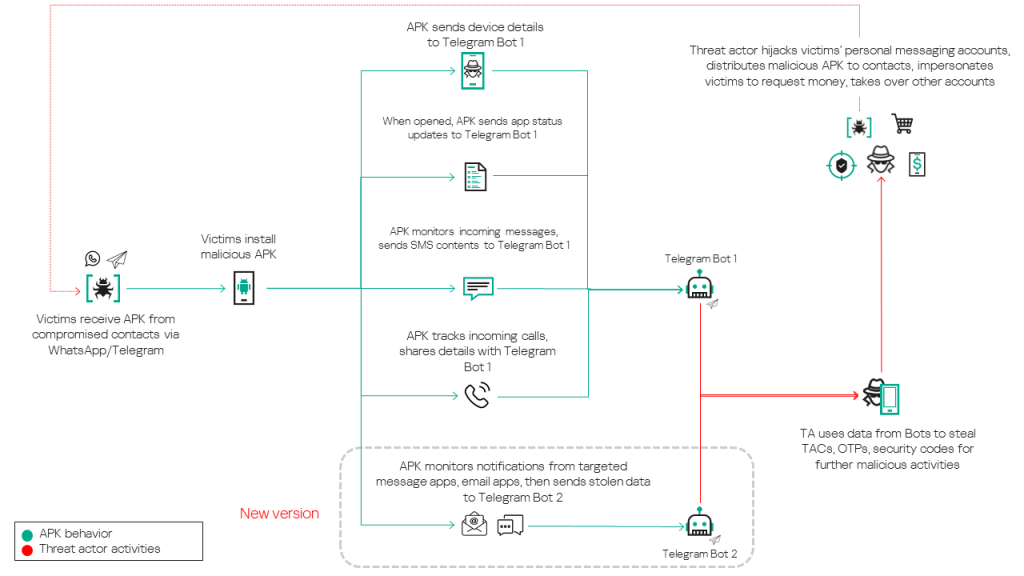 APK sends device details
to Telegram Bot 1
Threat actor hijacks victims' personal messaging accounts,
distributes malicious APK to contacts, impersonates
victims to request money, takes over other accounts
When opened, APK sends app status
updates to Telegram Bot 1
Victims install
malicious APK
APK monitors incoming messages,
sends SMS contents to Telegram Bot 1
Telegram Bot 1
Victims receive APK from
compromised contacts via
WhatsApp/Telegram
APK tracks incoming calls,
shares details with Telegram
Bot 1
TA uses data from Bots to steal
TACs, OTPs, security codes for
further malicious activities
APK monitors notifications from targeted
message apps, email apps, then sends stolen data
to Telegram Bot 2
New version
Telegram Bot 2
APK behavior
Threat actor activities